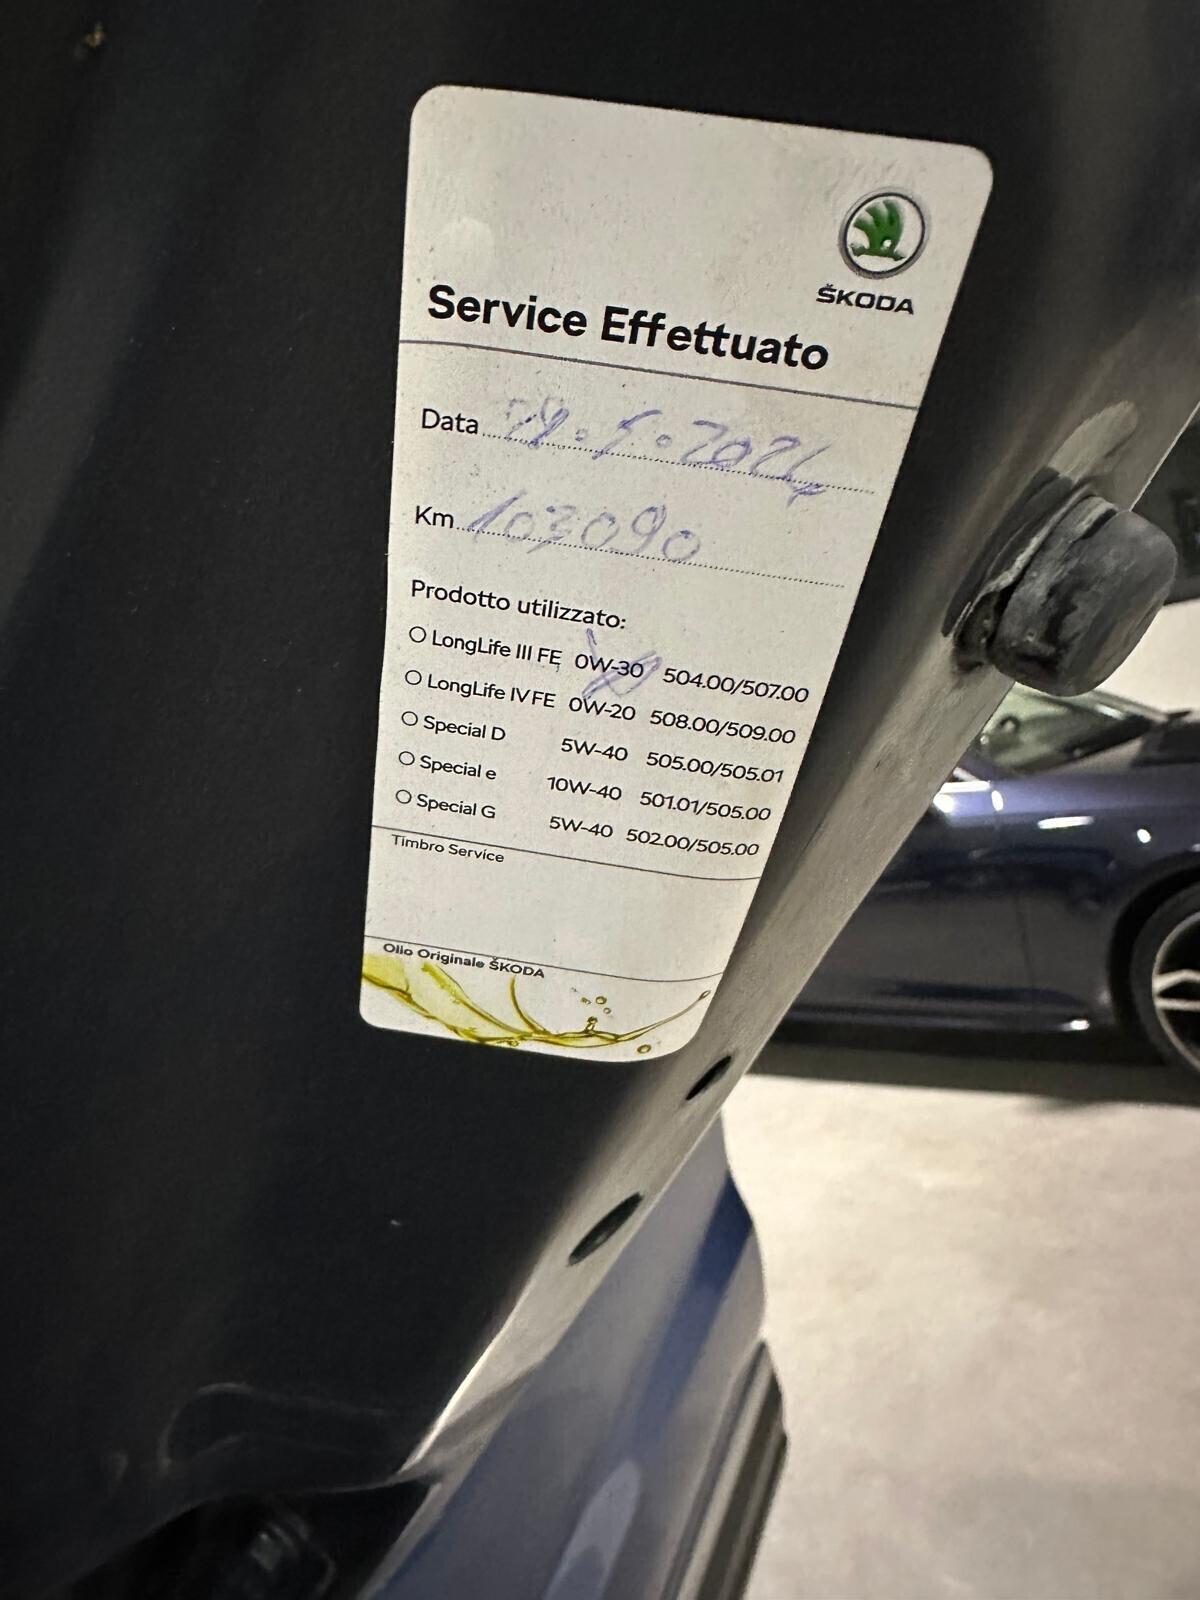 ŠKODA
Service Effettuato
Data . 5 . 2024
Km 103090
Prodotto utilizzato:
LongLife III FE 0W-30 504.00/507.00
LongLife IV FE 0W-20 508.00/509.00
Special D 5W-40 505.00/505.01
Special e 10W-40 501.01/505.00
Special G 5W-40 502.00/505.00
Timbro Service
Olio Originale ŠKODA